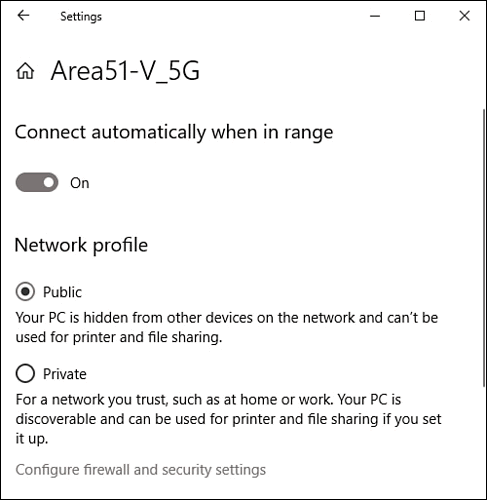 Settings
Area51-V_5G
Connect automatically when in range
On
Network profile
Public
Your PC is hidden from other devices on the network and can't be
used for printer and file sharing.
Private
For a network you trust, such as at home or work. Your PC is
discoverable and can be used for printer and file sharing if you set
it up.
Configure firewall and security settings